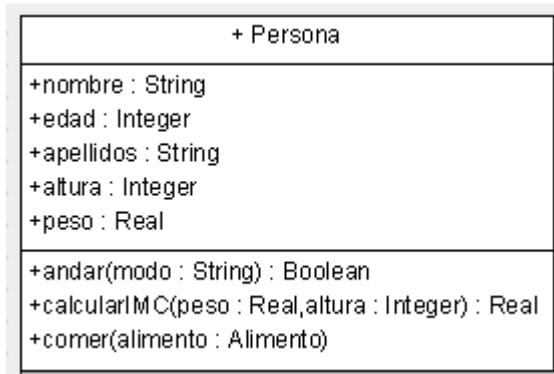 + Persona
+nombre : String
+edad : Integer
+apellidos : String
+altura : Integer
+peso : Real
+andar(modo : String) : Boolean
+calcularIMC(peso : Real,altura : Integer) : Real
+comer(alimento : Alimento)